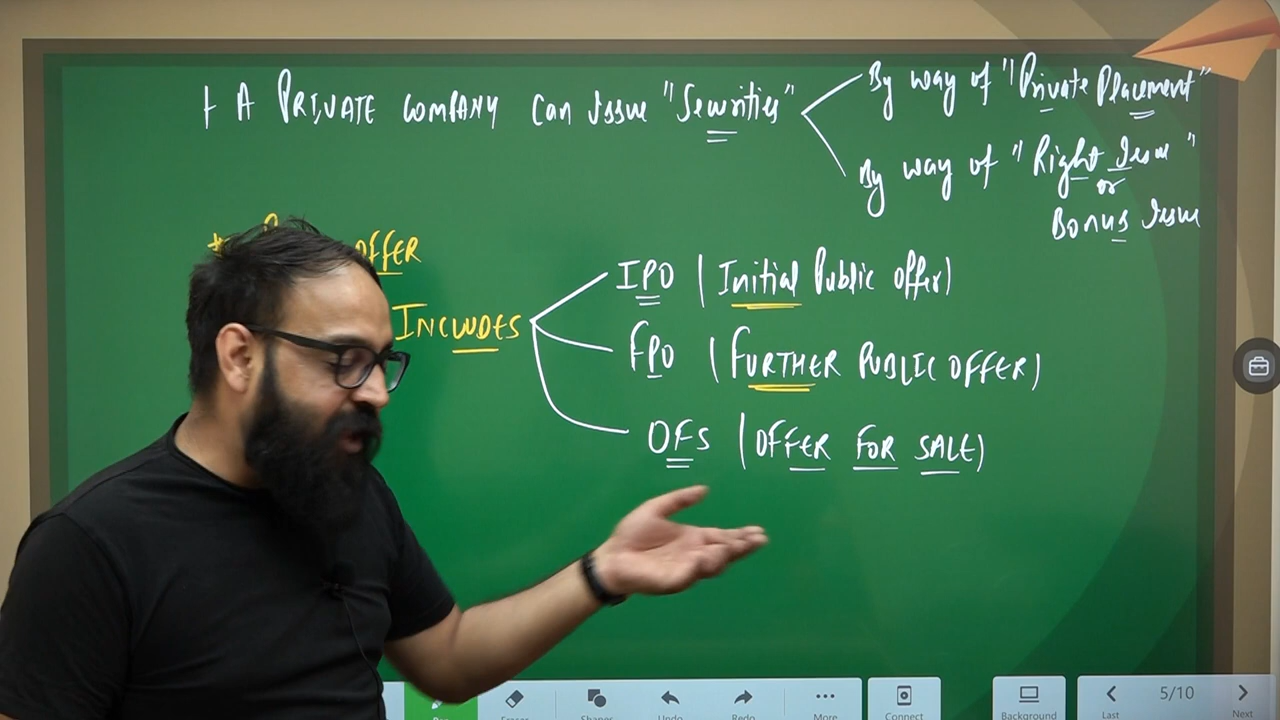 + A PRIVATE COMPANY Can Issue "Securities"
By way of "Private Placement"
By way of "Right Issue"
or
Bonus Issue
* OFFER
INCLUDES
IPO (Initial Public Offer)
FPO (FURTHER PUBLIC OFFER)
OFS (OFFER FOR SALE)
Eraser
Shapes
Undo
Redo
More
Connect
Background
Last
5/10
Next